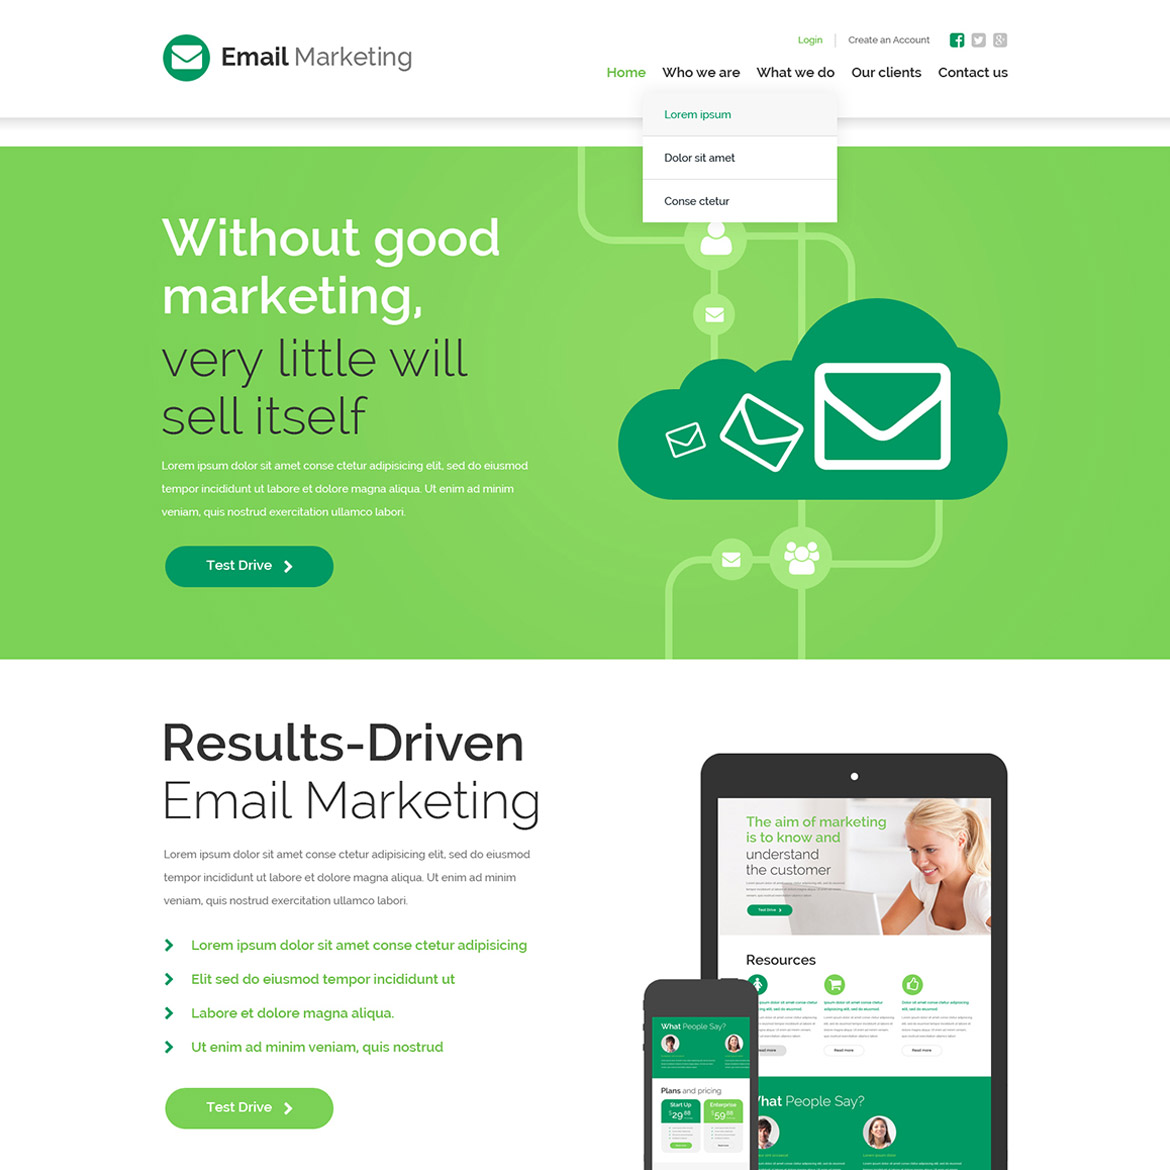 Email Marketing
Login
Create an Account
Home
Who we are
What we do
Our clients
Contact us
Lorem ipsum
Dolor sit amet
Conse ctetur
Without good
marketing,
very little will
sell itself
Lorem ipsum dolor sit amet conse ctetur adipisicing elit, sed do eiusmod
tempor incididunt ut labore et dolore magna aliqua. Ut enim ad minim
veniam, quis nostrud exercitation ullamco labori.
Test Drive
Results-Driven
Email Marketing
Lorem ipsum dolor sit amet conse ctetur adipisicing elit, sed do eiusmod
tempor incididunt ut labore et dolore magna aliqua. Ut enim ad minim
veniam, quis nostrud exercitation ullamco labori.
Lorem ipsum dolor sit amet conse ctetur adipisicing
Elit sed do eiusmod tempor incididunt ut
Labore et dolore magna aliqua.
Ut enim ad minim veniam, quis nostrud
Test Drive
The aim of marketing
is to know and
understand
the customer
Test Drive
Resources
Read more
Read more
Read more
What People Say?
What People Say?
Plans and pricing
Start Up
$29.88
Enterprise
$59.88